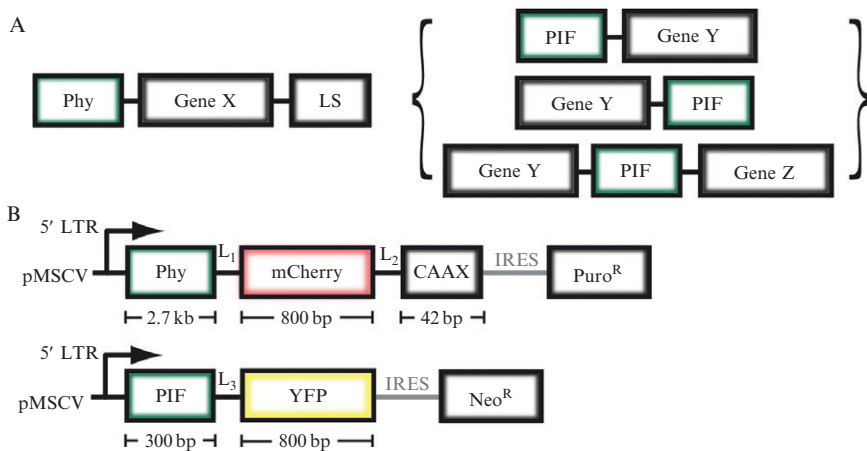 A
PIF Gene Y
Phy Gene X LS
Gene Y PIF
Gene Y PIF Gene Z
B
5′ LTR
pMSCV Phy L₁ mCherry L₂ CAAX IRES Puroᴿ
2.7 kb 800 bp 42 bp
5′ LTR
pMSCV PIF L₃ YFP IRES Neoᴿ
300 bp 800 bp